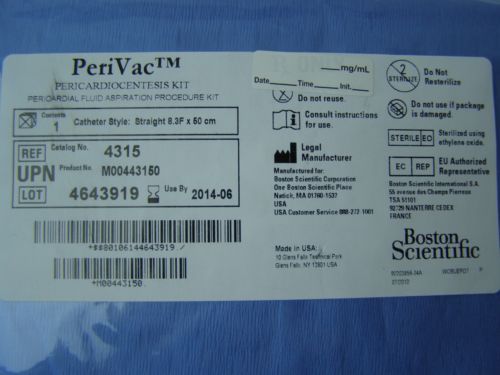 PeriVac™
PERICARDIOCENTESIS KIT
PERICARDIAL FLUID ASPIRATION PROCEDURE KIT
Contents
1
Catheter Style: Straight 8.3F x 50 cm
REF
Catalog No.
4315
UPN
Product No.
M00443150
LOT
4643919
Use By
2014-06
*M00443150*
mg/mL
Date Time Init.
Do not reuse.
Consult instructions
for use.
Legal
Manufacturer
Manufactured for:
Boston Scientific Corporation
One Boston Scientific Place
Natick, MA 01760-1537
USA
USA Customer Service 888-272-1001
Made in USA:
10 Glens Falls Technical Park
Glens Falls, NY 12801 USA
2
STERILIZE
Do Not
Resterilize
Do not use if package
is damaged.
STERILE EO
Sterilized using
ethylene oxide.
EC REP
EU Authorized
Representative
Boston Scientific International S.A.
55 avenue des Champs Pierreux
TSA 51101
92729 NANTERRE CEDEX
FRANCE
Boston
Scientific